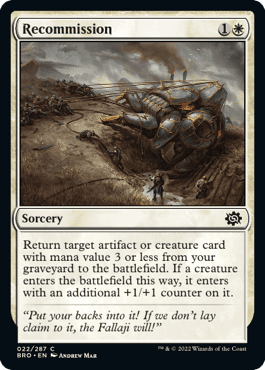 Recommission 1
Sorcery
Return target artifact or creature card
with mana value 3 or less from your
graveyard to the battlefield. If a creature
enters the battlefield this way, it enters
with an additional +1/+1 counter on it.
“Put your backs into it! If we don’t lay
claim to it, the Fallaji will!”
022/287 C
BRO • EN Andrew Mar
™ & © 2022 Wizards of the Coast